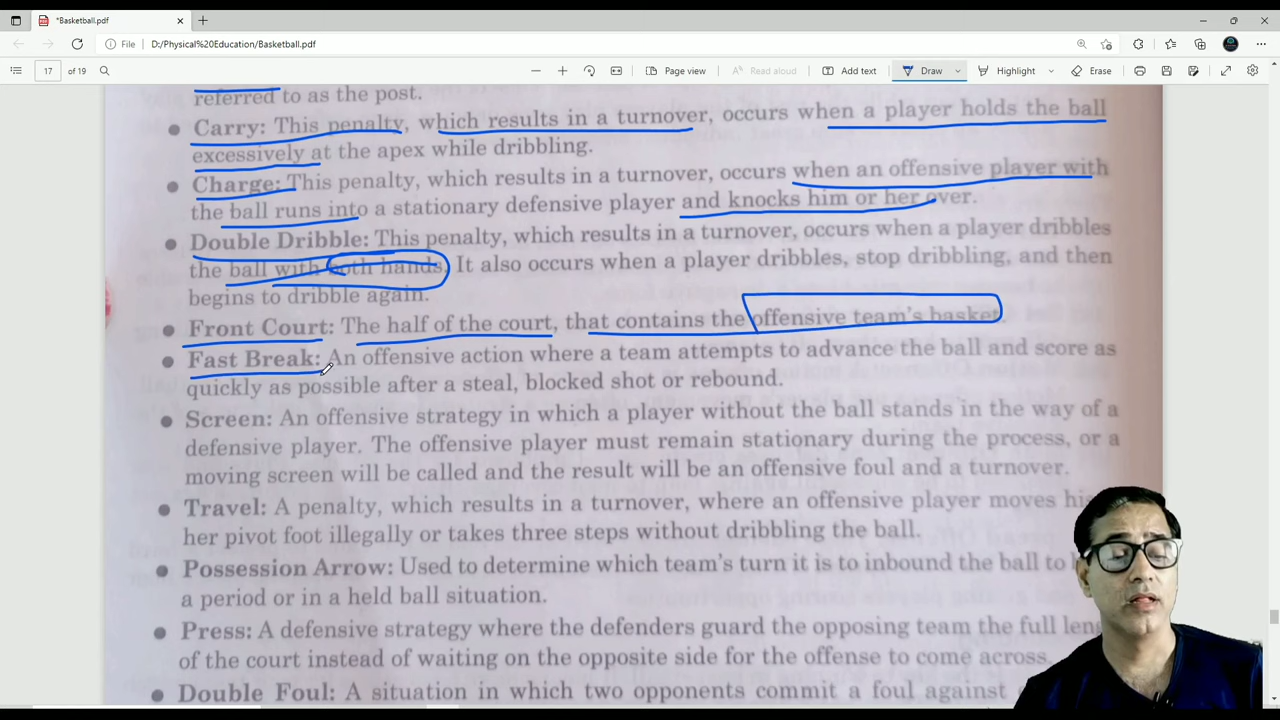 *Basketball.pdf
File D:/Physical%20Education/Basketball.pdf
17 of 19 Page view Read aloud Add text Draw Highlight Erase
referred to as the post.
Carry: This penalty, which results in a turnover, occurs when a player holds the ball
excessively at the apex while dribbling.
Charge: This penalty, which results in a turnover, occurs when an offensive player with
the ball runs into a stationary defensive player and knocks him or her over.
Double Dribble: This penalty, which results in a turnover, occurs when a player dribbles
the ball with both hands. It also occurs when a player dribbles, stop dribbling, and then
begins to dribble again.
Front Court: The half of the court, that contains the offensive team's basket.
Fast Break: An offensive action where a team attempts to advance the ball and score as
quickly as possible after a steal, blocked shot or rebound.
Screen: An offensive strategy in which a player without the ball stands in the way of a
defensive player. The offensive player must remain stationary during the process, or a
moving screen will be called and the result will be an offensive foul and a turnover.
Travel: A penalty, which results in a turnover, where an offensive player moves his
her pivot foot illegally or takes three steps without dribbling the ball.
Possession Arrow: Used to determine which team's turn it is to inbound the ball to
a period or in a held ball situation.
Press: A defensive strategy where the defenders guard the opposing team the full
of the court instead of waiting on the opposite side for the offense to come across.
Double Foul: A situation in which two opponents commit a foul against